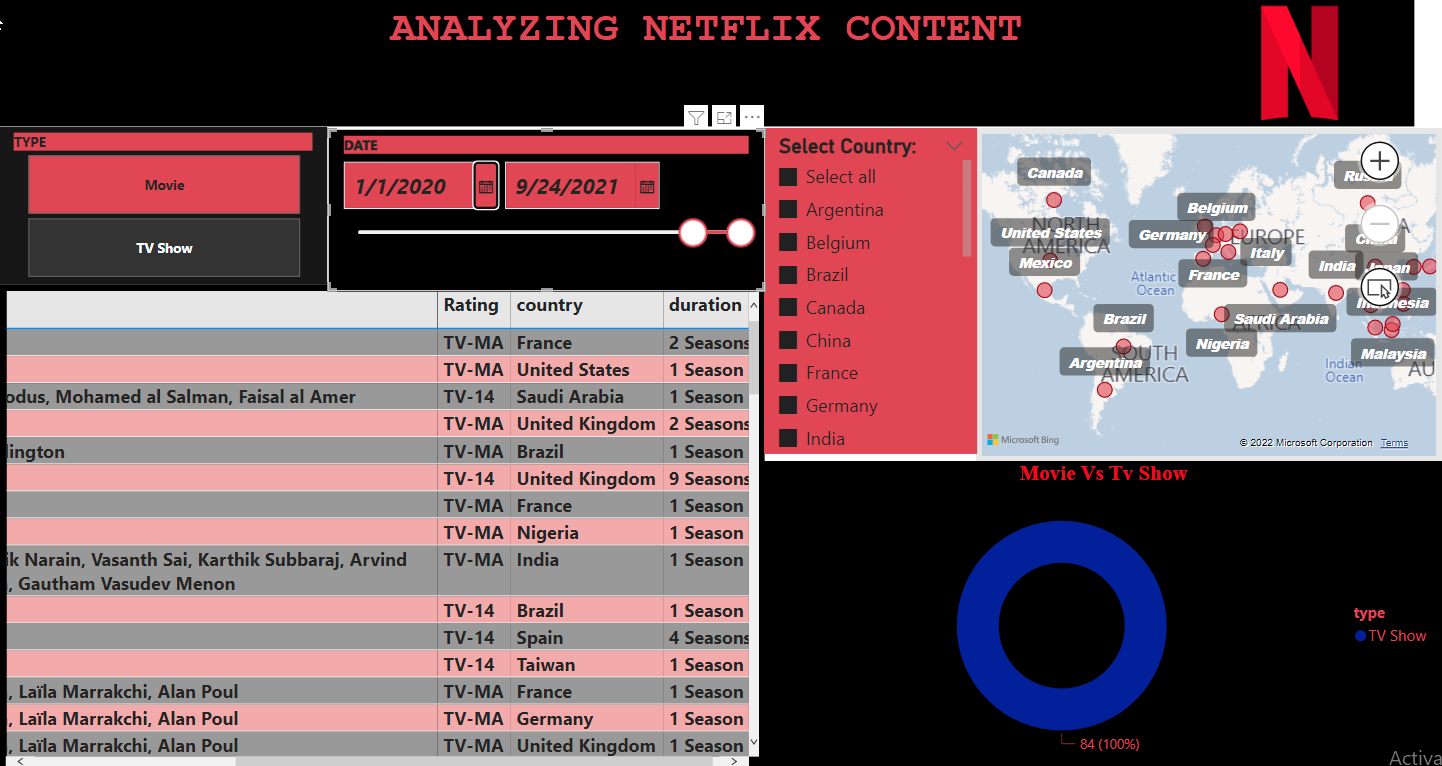 ANALYZING NETFLIX CONTENT
TYPE
Movie
TV Show
DATE
1/1/2020
9/24/2021
Select Country:
Select all
Argentina
Belgium
Brazil
Canada
China
France
Germany
India
Canada
NORTH
AMERICA
United States
Mexico
Belgium
Germany
EUROPE
Italy
France
Atlantic
Ocean
India
Brazil
Saudi Arabia
Nigeria
SOUTH
AMERICA
Argentina
Indian
Ocean
Malaysia
AU
Microsoft Bing
© 2022 Microsoft Corporation Terms
Rating country duration
TV-MA France 2 Seasons
TV-MA United States 1 Season
odus, Mohamed al Salman, Faisal al Amer TV-14 Saudi Arabia 1 Season
TV-MA United Kingdom 2 Seasons
lington TV-MA Brazil 1 Season
TV-14 United Kingdom 9 Seasons
TV-MA France 1 Season
TV-MA Nigeria 1 Season
ik Narain, Vasanth Sai, Karthik Subbaraj, Arvind TV-MA India 1 Season
, Gautham Vasudev Menon
TV-14 Brazil 1 Season
TV-14 Spain 4 Seasons
TV-14 Taiwan 1 Season
, Laïla Marrakchi, Alan Poul TV-MA France 1 Season
, Laïla Marrakchi, Alan Poul TV-MA Germany 1 Season
, Laïla Marrakchi, Alan Poul TV-MA United Kingdom 1 Season
Movie Vs Tv Show
type
TV Show
84 (100%)
Activa